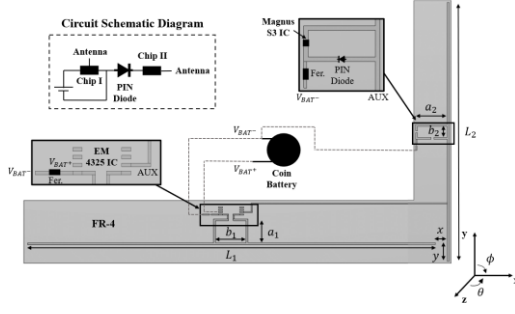 Circuit Schematic Diagram
Antenna
Chip I
PIN
Diode
Chip II
Antenna
Magnus
S3 IC
Fer.
PIN
Diode
V_BAT-
AUX
a2
b2
L2
V_BAT-
V_BAT+
Coin
Battery
EM
4325 IC
V_BAT+
V_BAT-
Fer.
AUX
FR-4
b1
a1
L1
x
y
y
ϕ
θ
z